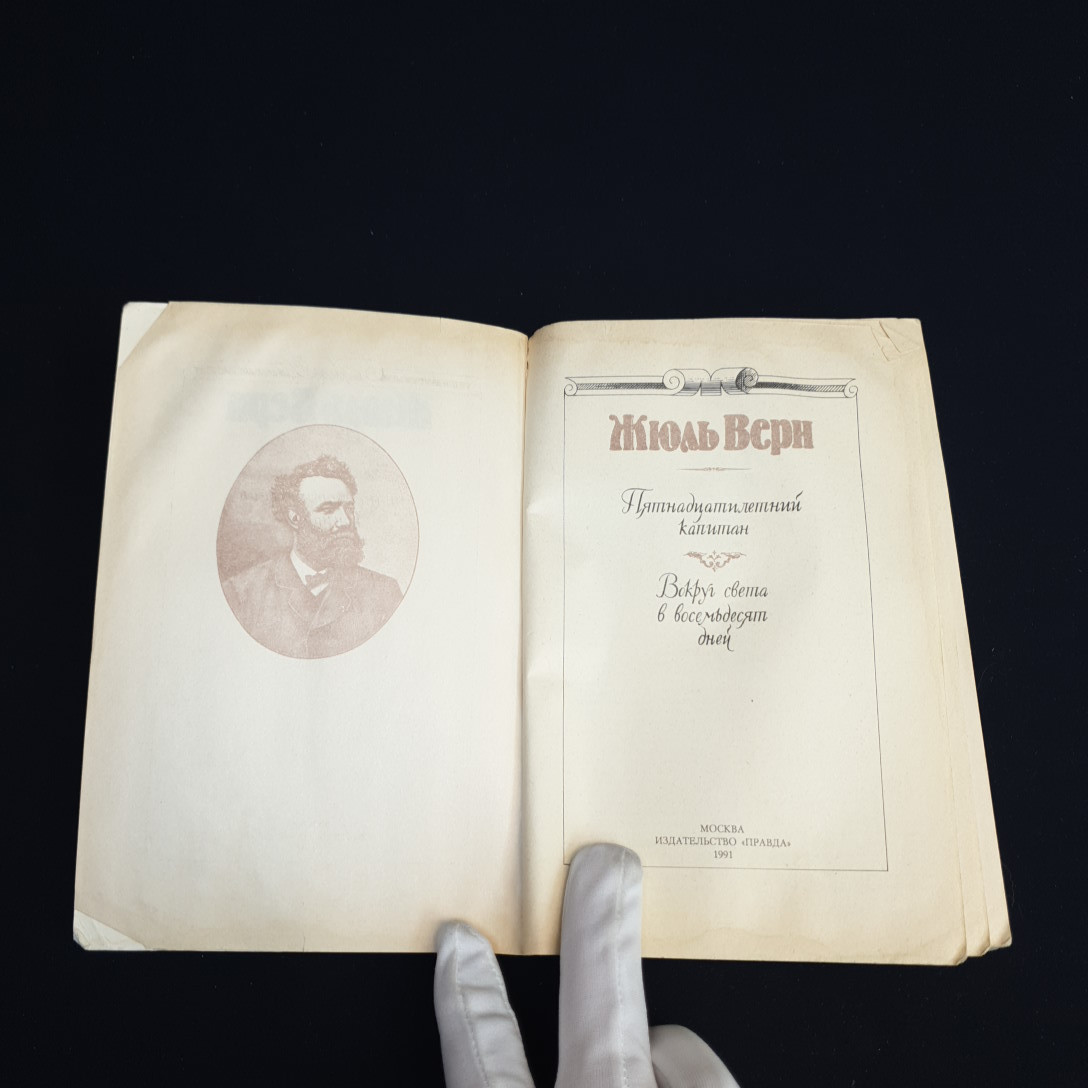 Жюль Верн
Пятнадцатилетний
капитан
Вокруг света
в восемьдесят
дней
МОСКВА
ИЗДАТЕЛЬСТВО «ПРАВДА»
1991